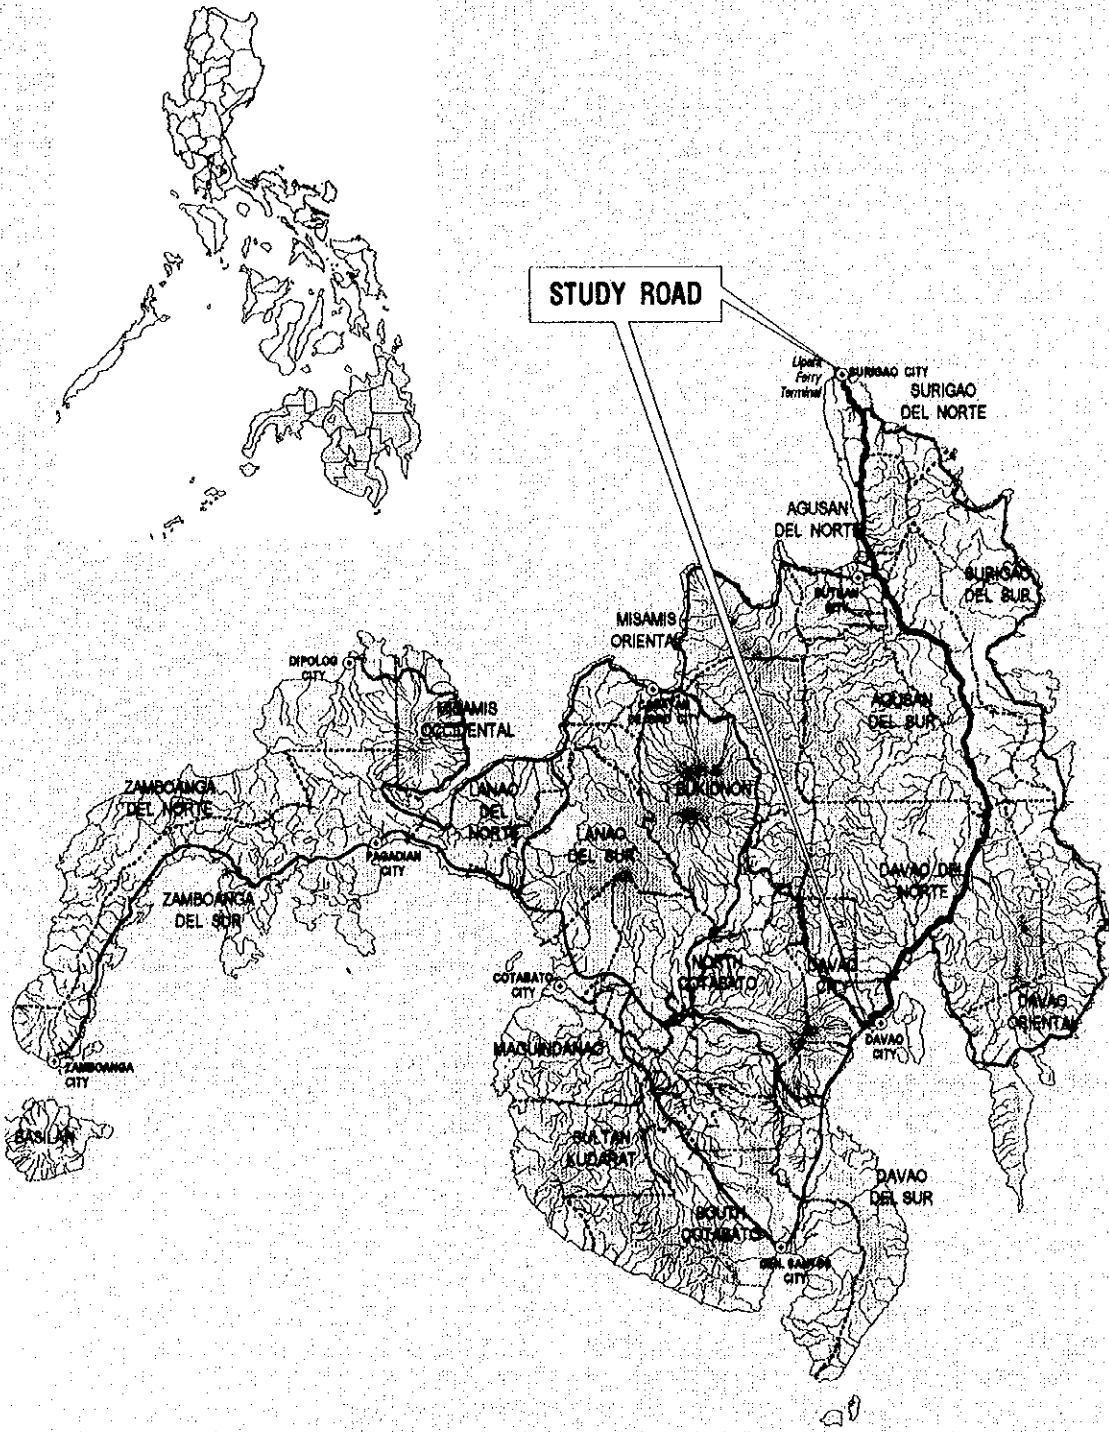 STUDY ROAD
Ferry
Terminal
SURIGAO CITY
SURIGAO
DEL NORTE
AGUSAN
DEL NORTE
SURIGAO
DEL SUR
BUTUAN
CITY
MISAMIS
ORIENTAL
DIPOLOG
CITY
MISAMIS
OCCIDENTAL
AGUSAN
DEL SUR
ZAMBOANGA
DEL NORTE
LANAO
DEL
NORTE
BUKIDNON
LANAO
DEL SUR
PAGADIAN
CITY
DAVAO DEL
NORTE
ZAMBOANGA
DEL SUR
COTABATO
CITY
NORTH
COTABATO
DAVAO
CITY
DAVAO
ORIENTAL
DAVAO
CITY
MAGUINDANAO
ZAMBOANGA
CITY
BASILAN
SULTAN
KUDARAT
DAVAO
DEL SUR
SOUTH
COTABATO
GEN. SANTOS
CITY